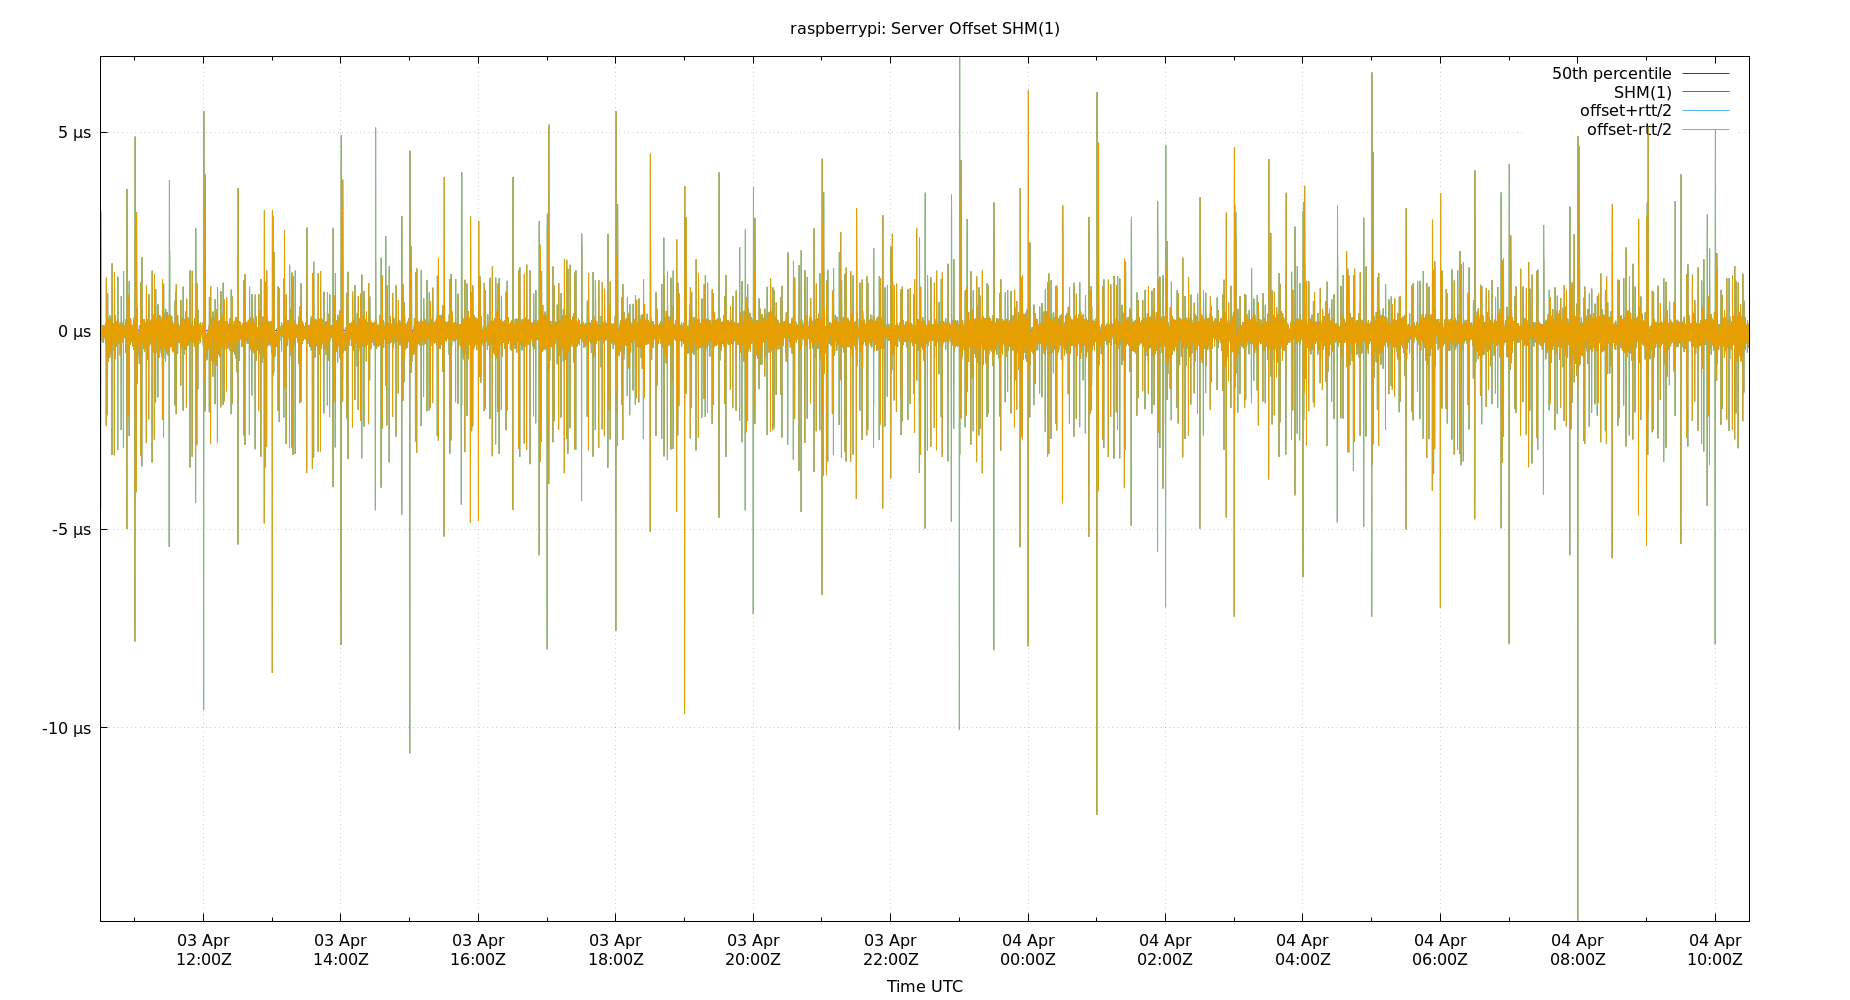 raspberrypi: Server Offset SHM(1)
50th percentile
SHM(1)
offset+rtt/2
offset-rtt/2
5 µs
0 µs
-5 µs
-10 µs
03 Apr 03 Apr 03 Apr 03 Apr 03 Apr 03 Apr 04 Apr 04 Apr 04 Apr 04 Apr 04 Apr 04 Apr
12:00Z 14:00Z 16:00Z 18:00Z 20:00Z 22:00Z 00:00Z 02:00Z 04:00Z 06:00Z 08:00Z 10:00Z
Time UTC